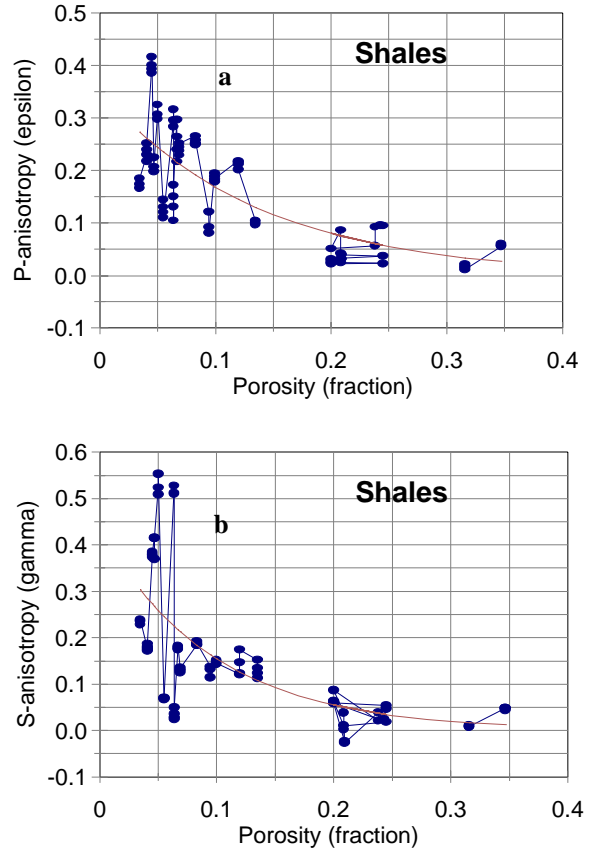 Shales
a
P-anisotropy (epsilon)
0.5
0.4
0.3
0.2
0.1
0.0
-0.1
0 0.1 0.2 0.3 0.4
Porosity (fraction)
Shales
b
S-anisotropy (gamma)
0.6
0.5
0.4
0.3
0.2
0.1
0.0
-0.1
0 0.1 0.2 0.3 0.4
Porosity (fraction)